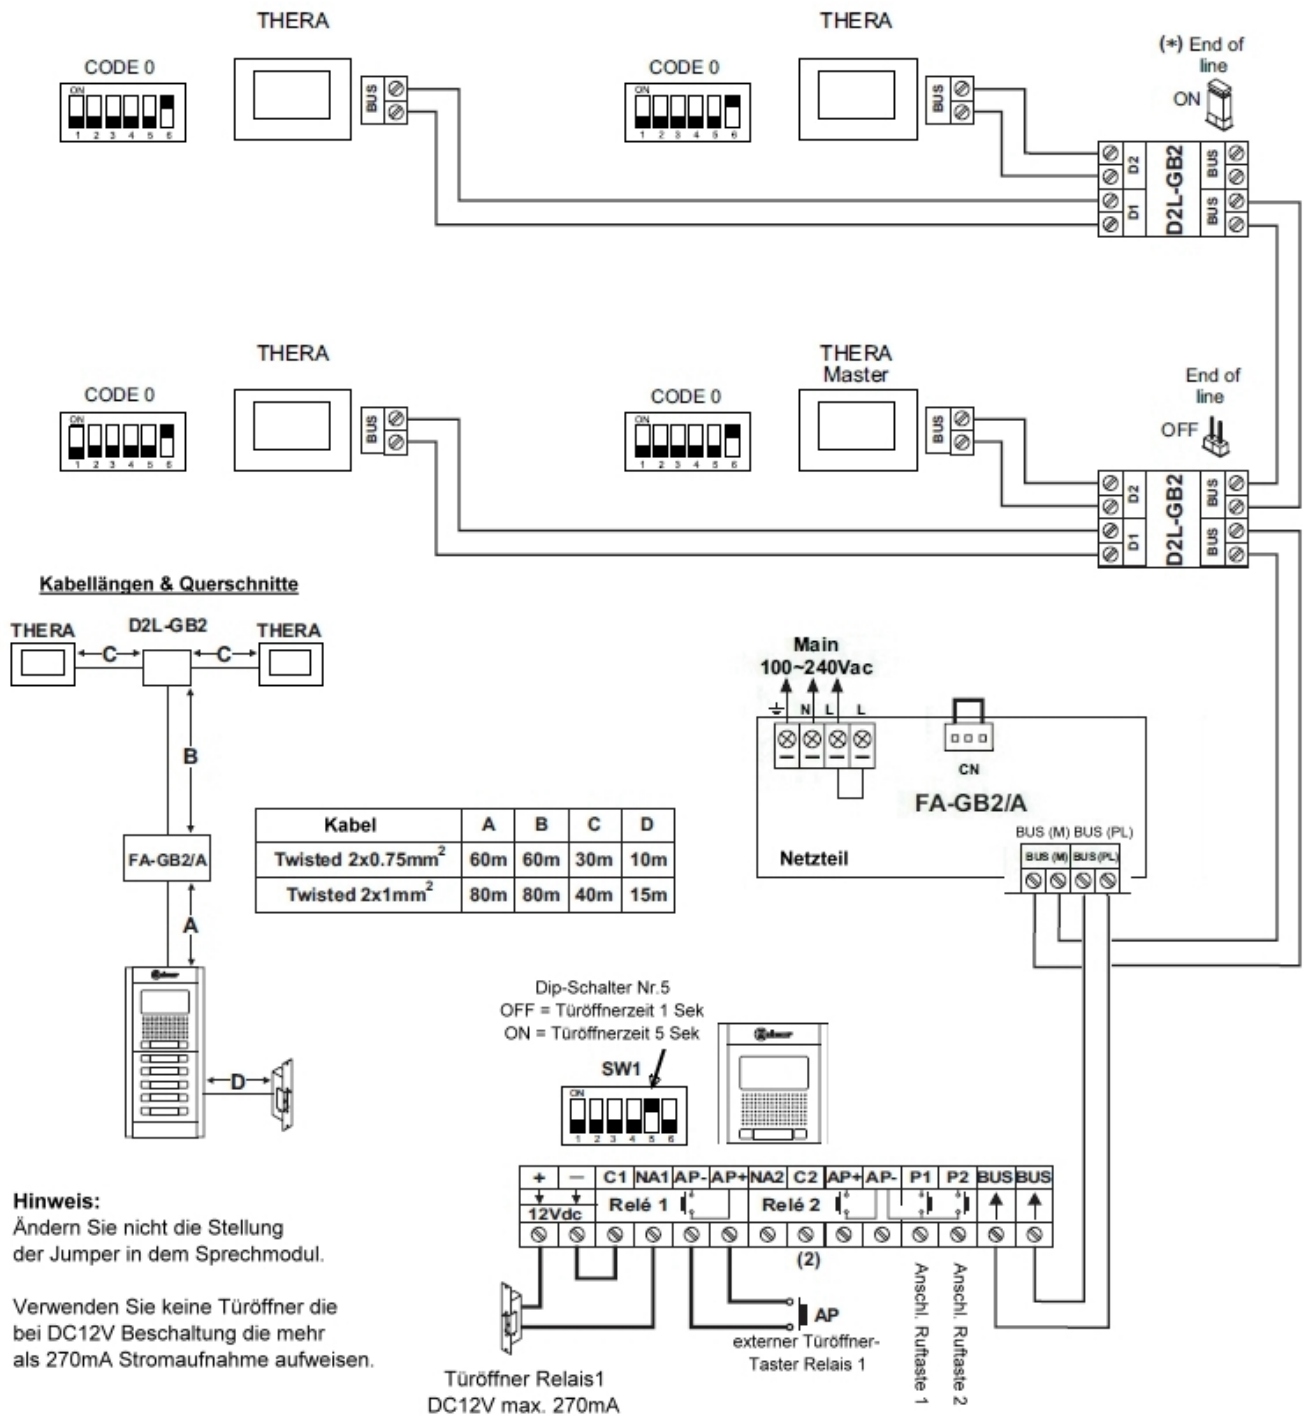 THERA
THERA
CODE 0
CODE 0
(*) End of
line
ON
ON
1 2 3 4 5 6
BUS
ON
1 2 3 4 5 6
BUS
D2
D1
D2L-GB2
BUS
BUS
THERA
THERA
Master
CODE 0
CODE 0
End of
line
OFF
ON
1 2 3 4 5 6
BUS
ON
1 2 3 4 5 6
BUS
D2
D1
D2L-GB2
BUS
BUS
Kabellängen & Querschnitte
THERA
D2L-GB2
THERA
C
C
B
FA-GB2/A
A
D
Kabel A B C D
Twisted 2x0.75mm² 60m 60m 30m 10m
Twisted 2x1mm² 80m 80m 40m 15m
Main
100~240Vac
N L L
CN
FA-GB2/A
Netzteil
BUS (M) BUS (PL)
BUS (M) BUS (PL)
Dip-Schalter Nr.5
OFF = Türöffnerzeit 1 Sek
ON = Türöffnerzeit 5 Sek
SW1
ON
1 2 3 4 5 6
+ − C1 NA1 AP- AP+ NA2 C2 AP+ AP- P1 P2 BUS BUS
12Vdc
Relé 1
Relé 2
(2)
Anschl. Ruftaste 1
Anschl. Ruftaste 2
AP
externer Türöffner-
Taster Relais 1
Türöffner Relais1
DC12V max. 270mA
Hinweis:
Ändern Sie nicht die Stellung
der Jumper in dem Sprechmodul.
Verwenden Sie keine Türöffner die
bei DC12V Beschaltung die mehr
als 270mA Stromaufnahme aufweisen.